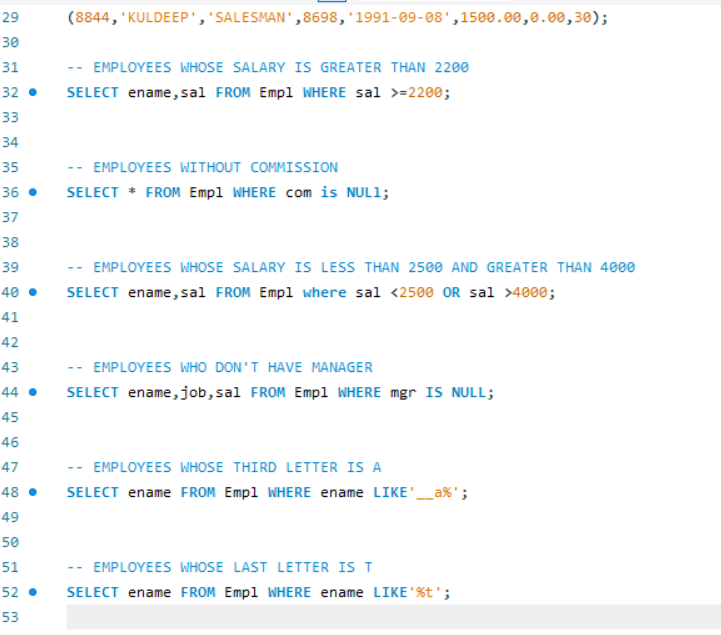 29 (8844,'KULDEEP','SALESMAN',8698,'1991-09-08',1500.00,0.00,30);
30
31 -- EMPLOYEES WHOSE SALARY IS GREATER THAN 2200
32 SELECT ename,sal FROM Empl WHERE sal >=2200;
33
34
35 -- EMPLOYEES WITHOUT COMMISSION
36 SELECT * FROM Empl WHERE com is NULl;
37
38
39 -- EMPLOYEES WHOSE SALARY IS LESS THAN 2500 AND GREATER THAN 4000
40 SELECT ename,sal FROM Empl where sal <2500 OR sal >4000;
41
42
43 -- EMPLOYEES WHO DON'T HAVE MANAGER
44 SELECT ename,job,sal FROM Empl WHERE mgr IS NULL;
45
46
47 -- EMPLOYEES WHOSE THIRD LETTER IS A
48 SELECT ename FROM Empl WHERE ename LIKE'__a%';
49
50
51 -- EMPLOYEES WHOSE LAST LETTER IS T
52 SELECT ename FROM Empl WHERE ename LIKE'%t';
53